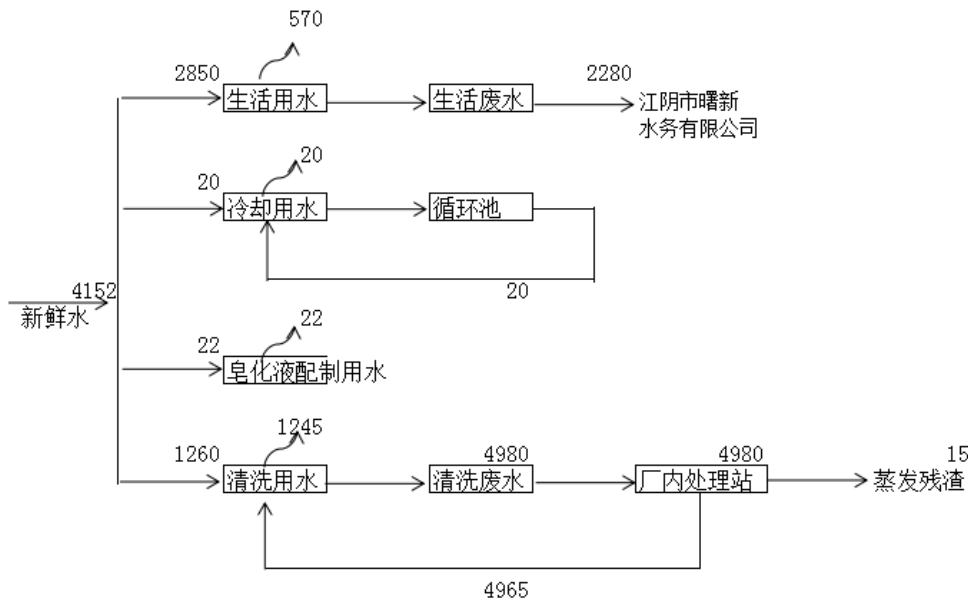 570
2850
生活用水
生活废水
2280
江阴市曙新
水务有限公司
20
20
冷却用水
循环池
20
4152
新鲜水
22
22
皂化液配制用水
1245
1260
清洗用水
4980
清洗废水
4980
厂内处理站
15
蒸发残渣
4965